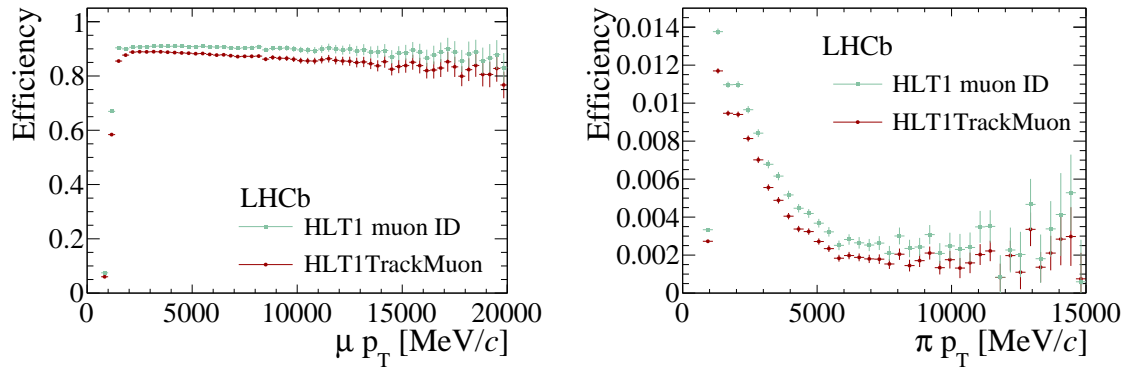 Efficiency
1
0.8
0.6
0.4
0.2
0
LHCb
HLT1 muon ID
HLT1TrackMuon
0 5000 10000 15000 20000
μ pT [MeV/c]
Efficiency
0.014
0.012
0.01
0.008
0.006
0.004
0.002
0
LHCb
HLT1 muon ID
HLT1TrackMuon
0 5000 10000 15000
π pT [MeV/c]